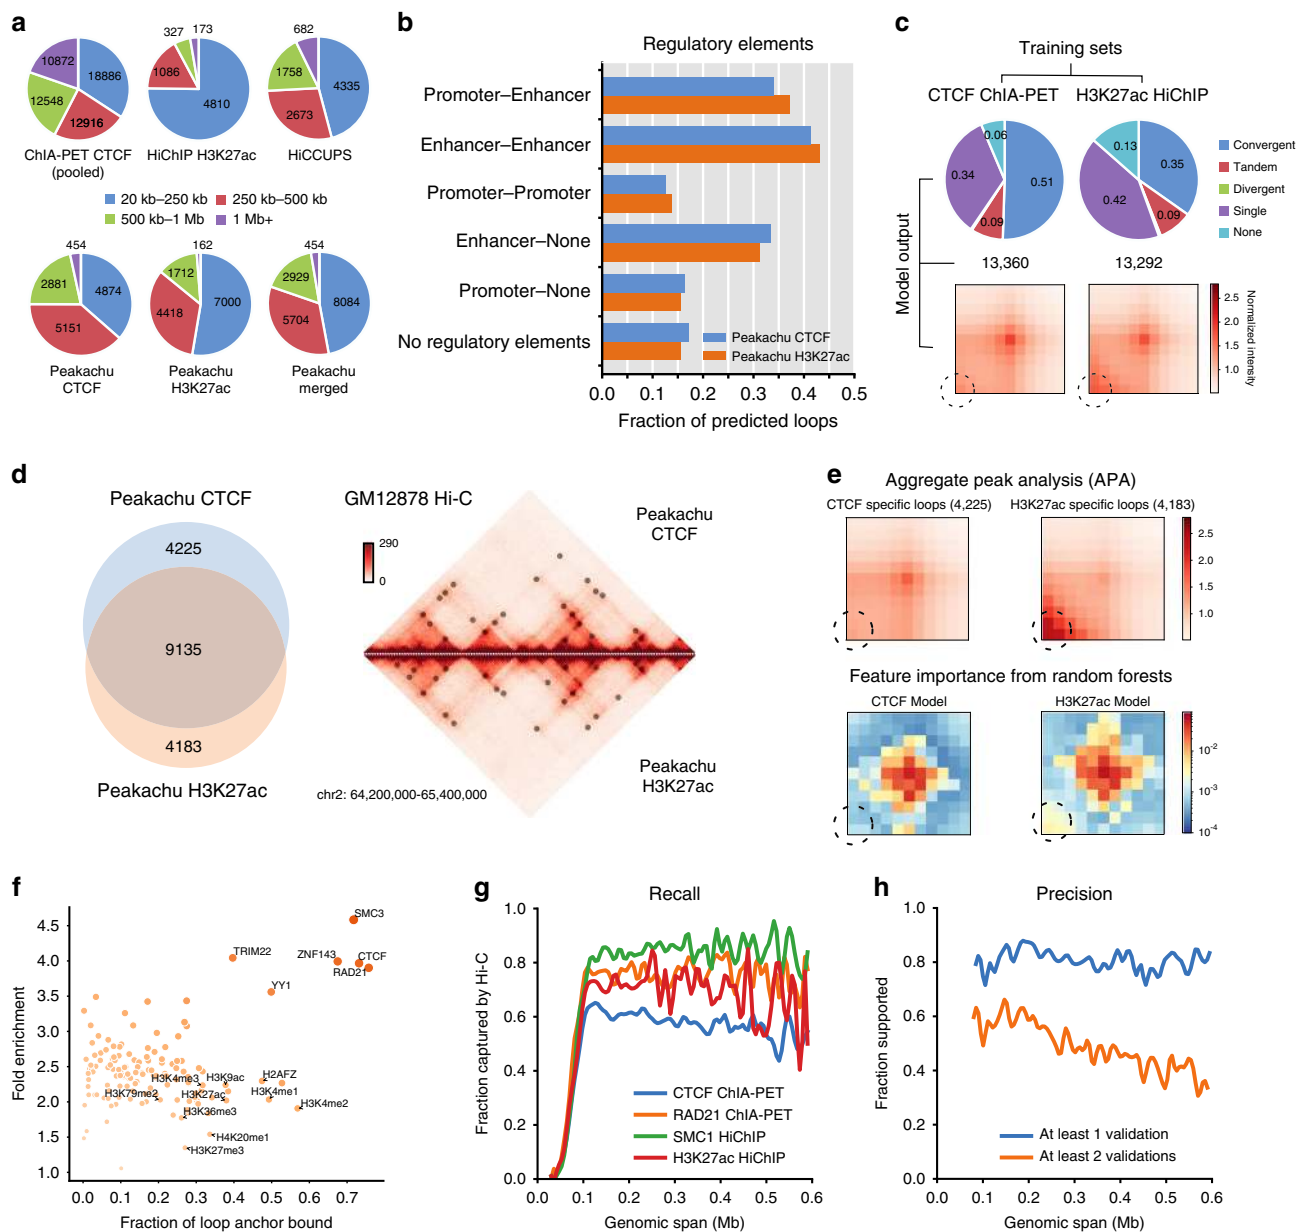 a
327
173
682
10872
18886
12548
12916
1086
4810
1758
4335
2673
ChIA-PET CTCF
(pooled)
HiChIP H3K27ac
HiCCUPS
20 kb–250 kb
250 kb–500 kb
500 kb–1 Mb
1 Mb+
454
162
454
2881
4874
5151
1712
7000
4418
2929
8084
5704
Peakachu
CTCF
Peakachu
H3K27ac
Peakachu
merged
b
Regulatory elements
Promoter–Enhancer
Enhancer–Enhancer
Promoter–Promoter
Enhancer–None
Promoter–None
No regulatory elements
Peakachu CTCF
Peakachu H3K27ac
0.0 0.1 0.2 0.3 0.4 0.5
Fraction of predicted loops
c
Training sets
CTCF ChIA-PET
H3K27ac HiChIP
0.06
0.34
0.51
0.09
0.13
0.35
0.42
0.09
Convergent
Tandem
Divergent
Single
None
Model output
13,360
13,292
2.5
2.0
1.5
1.0
Normalized intensity
d
Peakachu CTCF
4225
9135
4183
Peakachu H3K27ac
GM12878 Hi-C
290
0
Peakachu
CTCF
Peakachu
H3K27ac
chr2: 64,200,000-65,400,000
e
Aggregate peak analysis (APA)
CTCF specific loops (4,225)
H3K27ac specific loops (4,183)
2.5
2.0
1.5
1.0
Feature importance from random forests
CTCF Model
H3K27ac Model
10-2
10-3
10-4
f
Fold enrichment
4.5
4.0
3.5
3.0
2.5
2.0
1.5
1.0
SMC3
TRIM22
ZNF143
CTCF
RAD21
YY1
H3K4me3
H3K9ac
H2AFZ
H3K79me2
H3K27ac
H3K4me1
H3K4me2
H3K36me3
H4K20me1
H3K27me3
0.0 0.1 0.2 0.3 0.4 0.5 0.6 0.7
Fraction of loop anchor bound
g
Recall
Fraction captured by Hi-C
1.0
0.8
0.6
0.4
0.2
0.0
CTCF ChIA-PET
RAD21 ChIA-PET
SMC1 HiChIP
H3K27ac HiChIP
0.0 0.1 0.2 0.3 0.4 0.5 0.6
Genomic span (Mb)
h
Precision
Fraction supported
1.0
0.8
0.6
0.4
0.2
0.0
At least 1 validation
At least 2 validations
0.0 0.1 0.2 0.3 0.4 0.5 0.6
Genomic span (Mb)